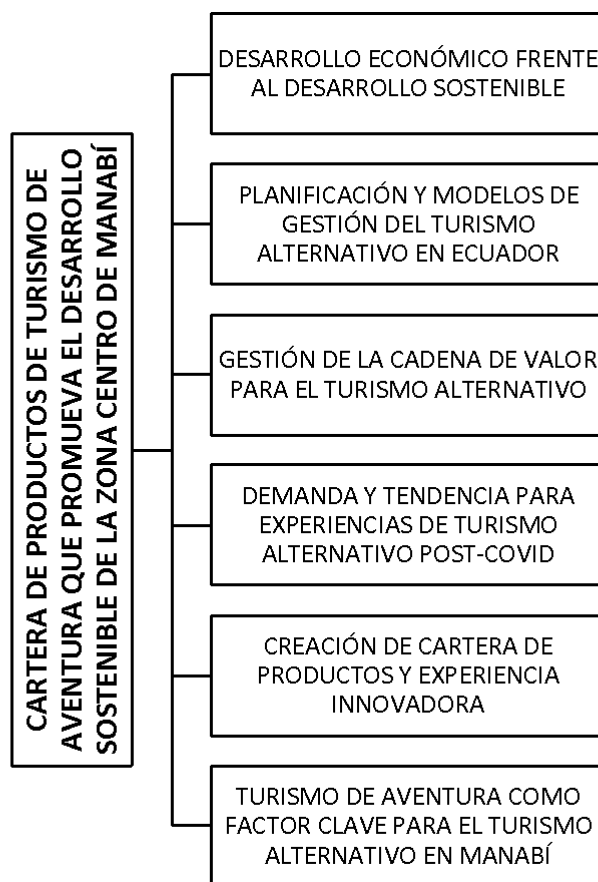 CARTERA DE PRODUCTOS DE TURISMO DE
AVENTURA QUE PROMUEVA EL DESARROLLO
SOSTENIBLE DE LA ZONA CENTRO DE MANABÍ
DESARROLLO ECONÓMICO FRENTE
AL DESARROLLO SOSTENIBLE
PLANIFICACIÓN Y MODELOS DE
GESTIÓN DEL TURISMO
ALTERNATIVO EN ECUADOR
GESTIÓN DE LA CADENA DE VALOR
PARA EL TURISMO ALTERNATIVO
DEMANDA Y TENDENCIA PARA
EXPERIENCIAS DE TURISMO
ALTERNATIVO POST-COVID
CREACIÓN DE CARTERA DE
PRODUCTOS Y EXPERIENCIA
INNOVADORA
TURISMO DE AVENTURA COMO
FACTOR CLAVE PARA EL TURISMO
ALTERNATIVO EN MANABÍ